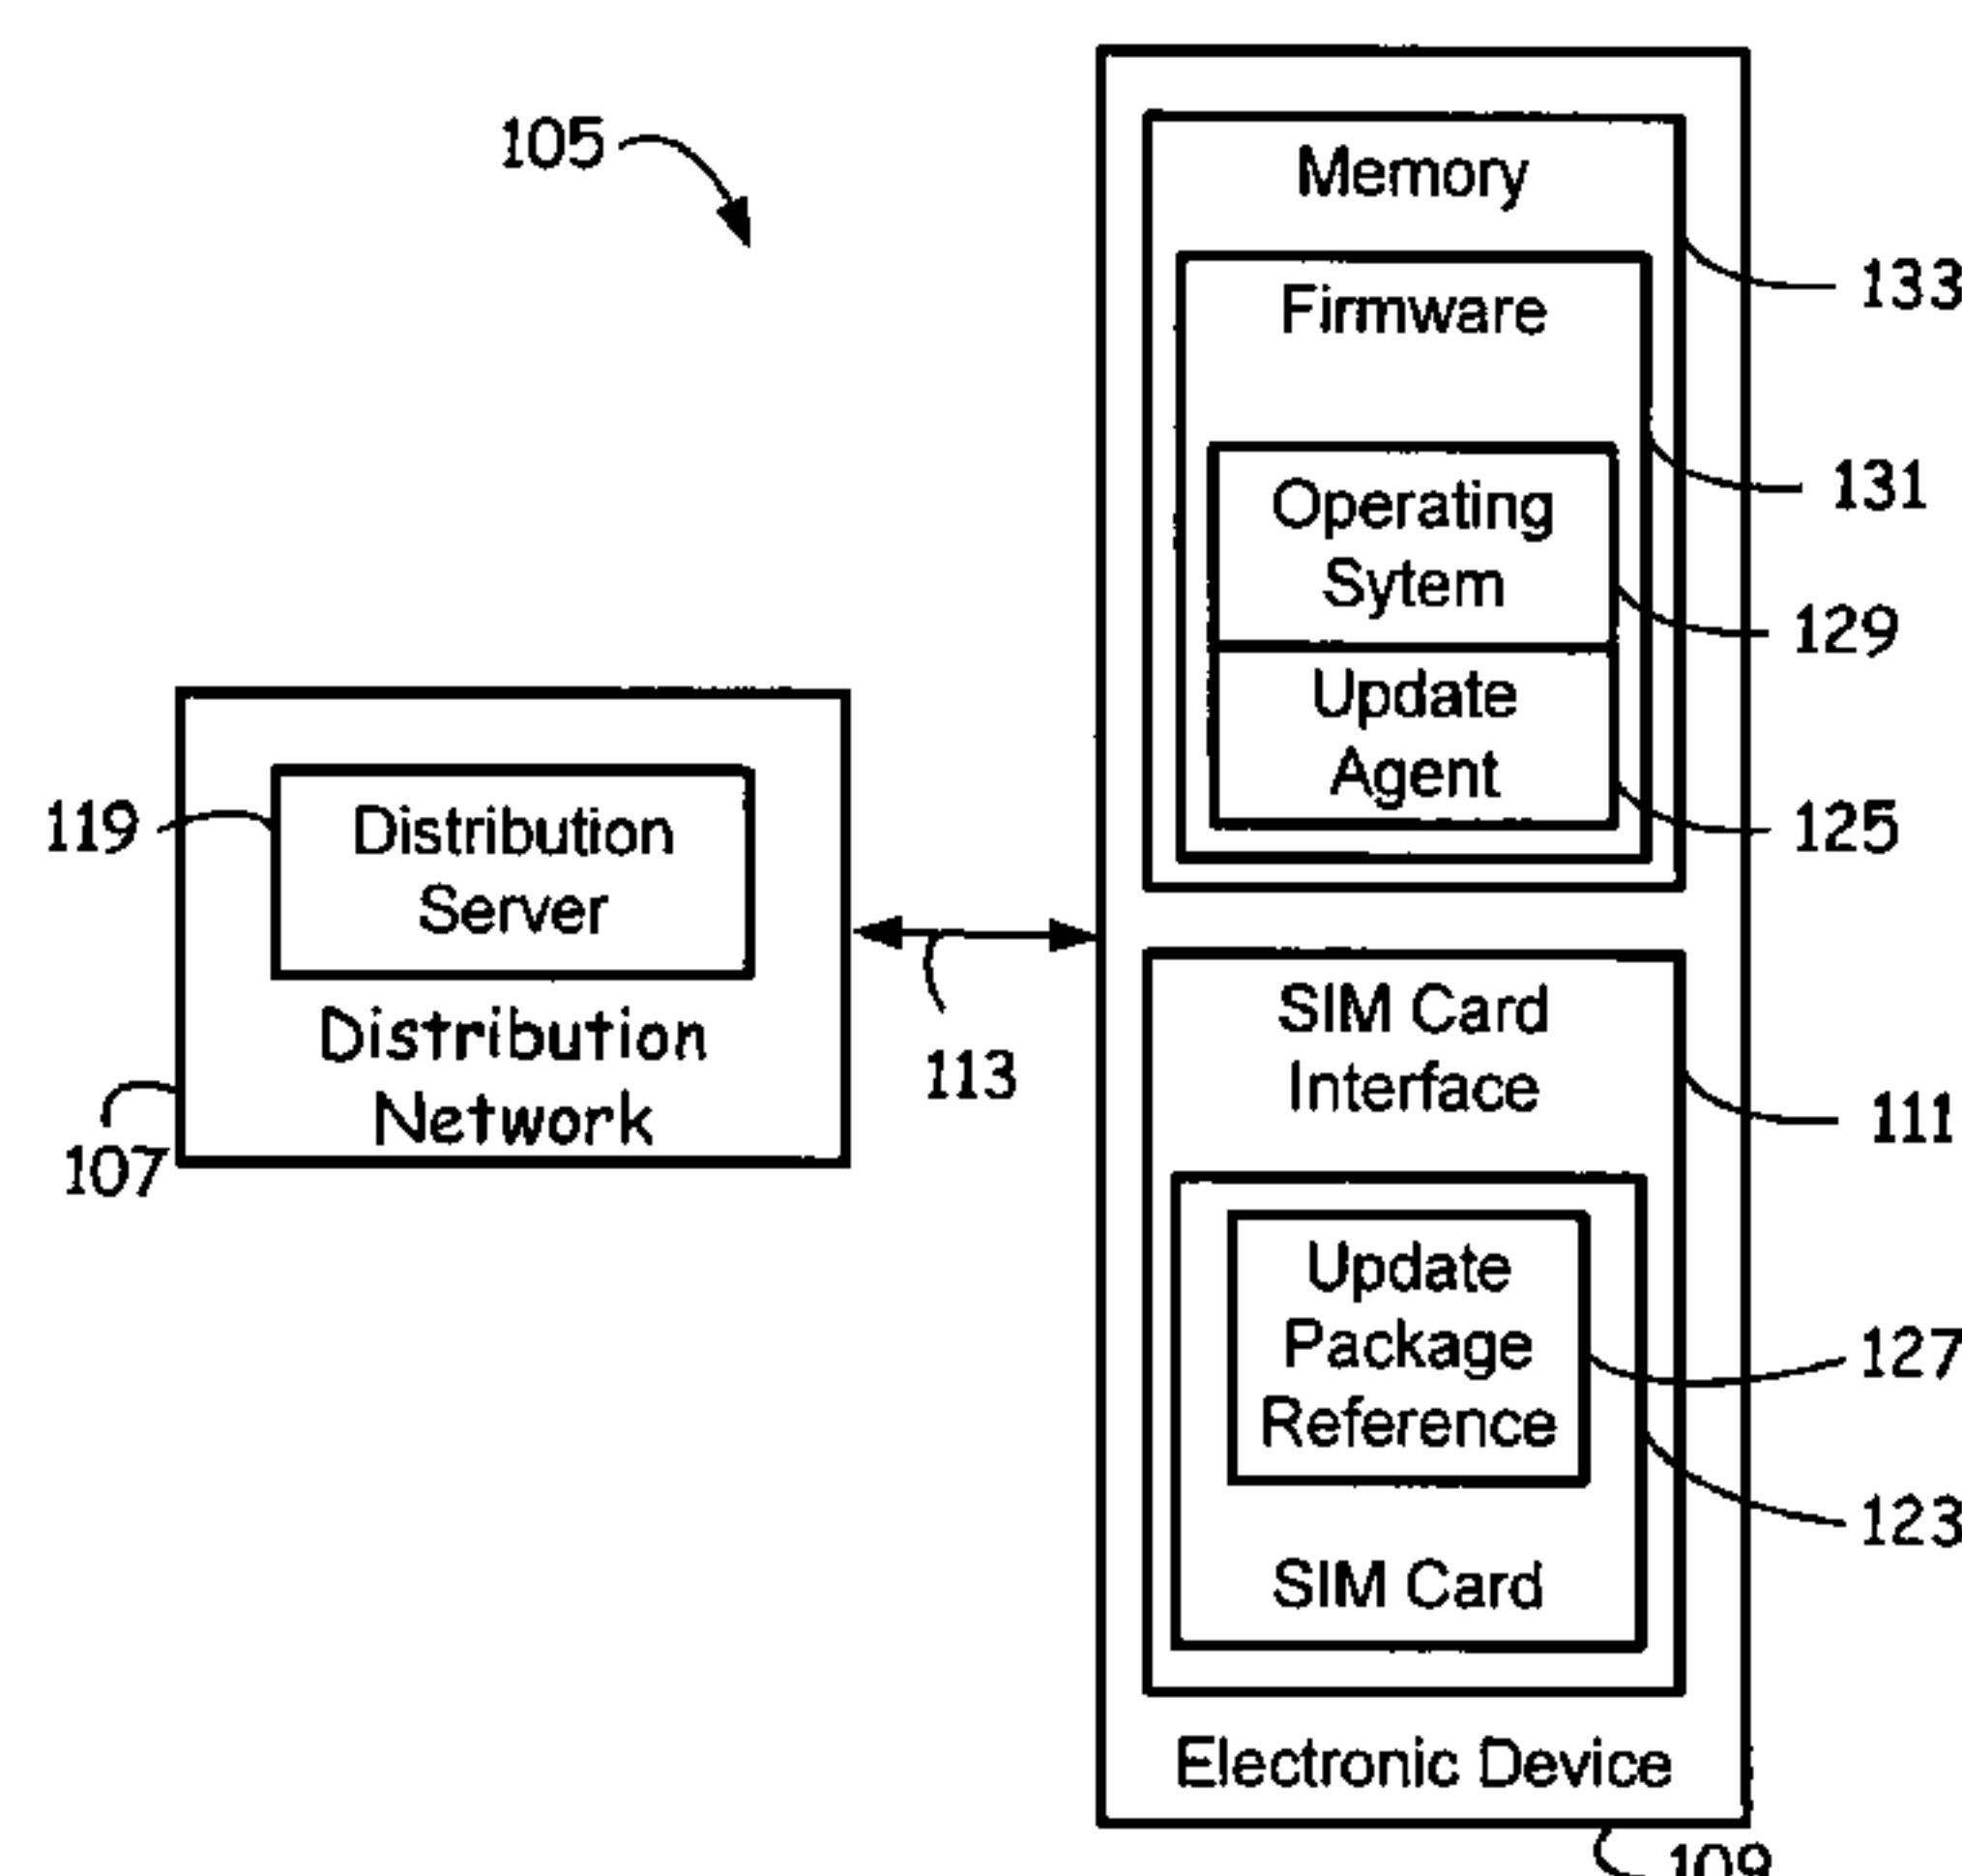 105
Memory
133
Firmware
131
Operating
Sytem
129
Update
Agent
125
119
Distribution
Server
Distribution
Network
107
113
SIM Card
Interface
111
Update
Package
Reference
127
123
SIM Card
Electronic Device
109